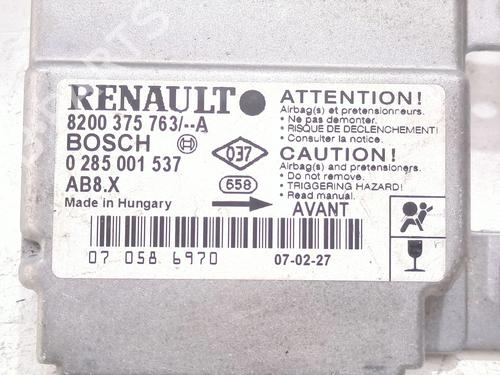 RENAULT
8200 375 763/--A
BOSCH
0 285 001 537
AB8.X
Made in Hungary
037
658
ATTENTION!
Airbag(s) et pretensionneurs.
• Ne pas démonter.
• RISQUE DE DECLENCHEMENT!
• Consulter la notice.
CAUTION!
Airbag(s) and pretensioners.
• Do not remove.
• TRIGGERING HAZARD!
• Read manual.
AVANT
07 058 6970
07-02-27